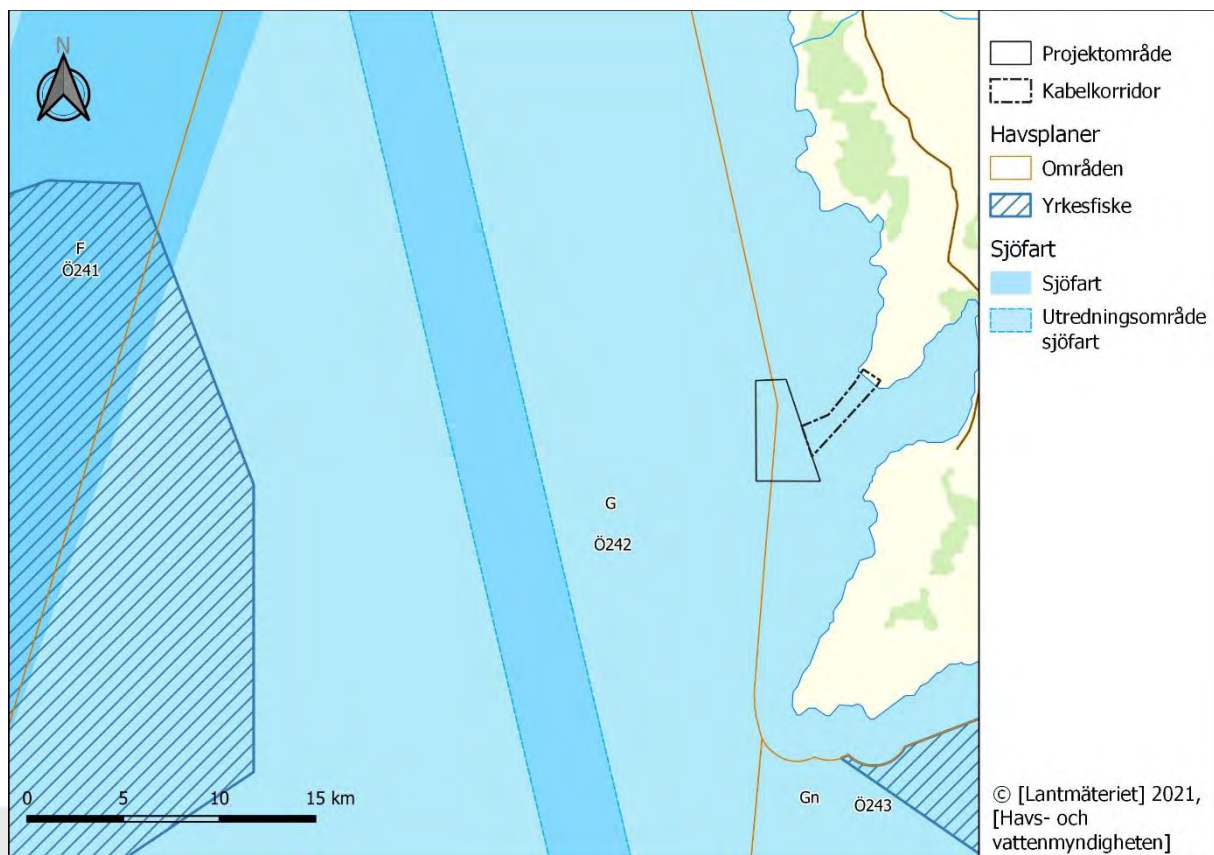 N
F
Ö241
G
Ö242
Gn
Ö243
0 5 10 15 km
Projektområde
Kabelkorridor
Havsplaner
Områden
Yrkesfiske
Sjöfart
Sjöfart
Utredningsområde
sjöfart
© [Lantmäteriet] 2021,
[Havs- och
vattenmyndigheten]